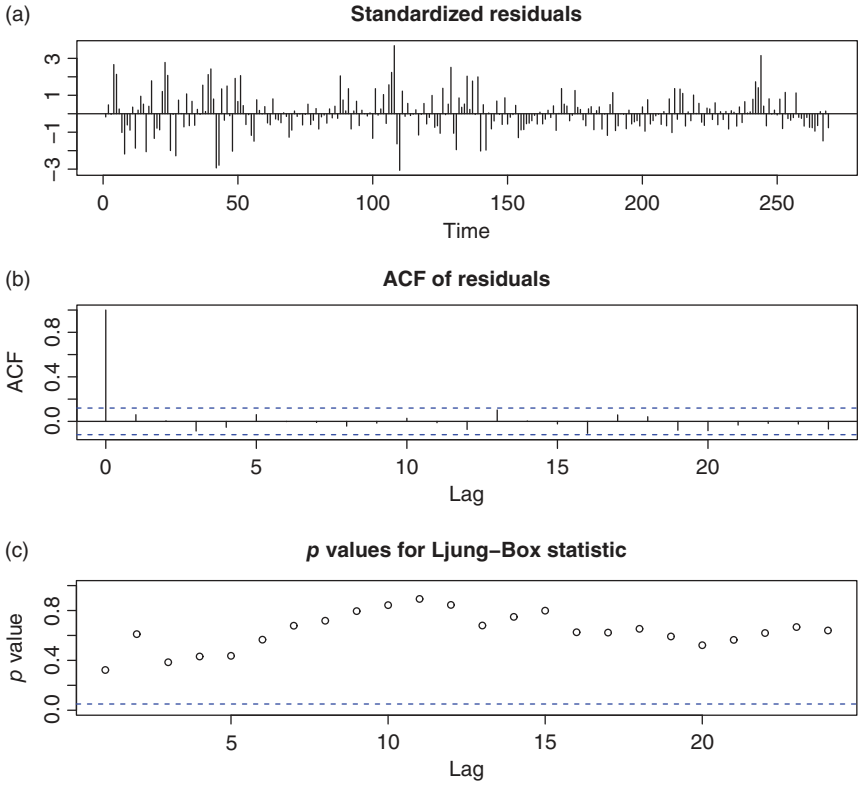 (a)
Standardized residuals
3
1
−1
−3
0 50 100 150 200 250
Time
(b)
ACF of residuals
ACF
0.8
0.4
0.0
0 5 10 15 20
Lag
(c)
p values for Ljung−Box statistic
p value
0.8
0.4
0.0
5 10 15 20
Lag